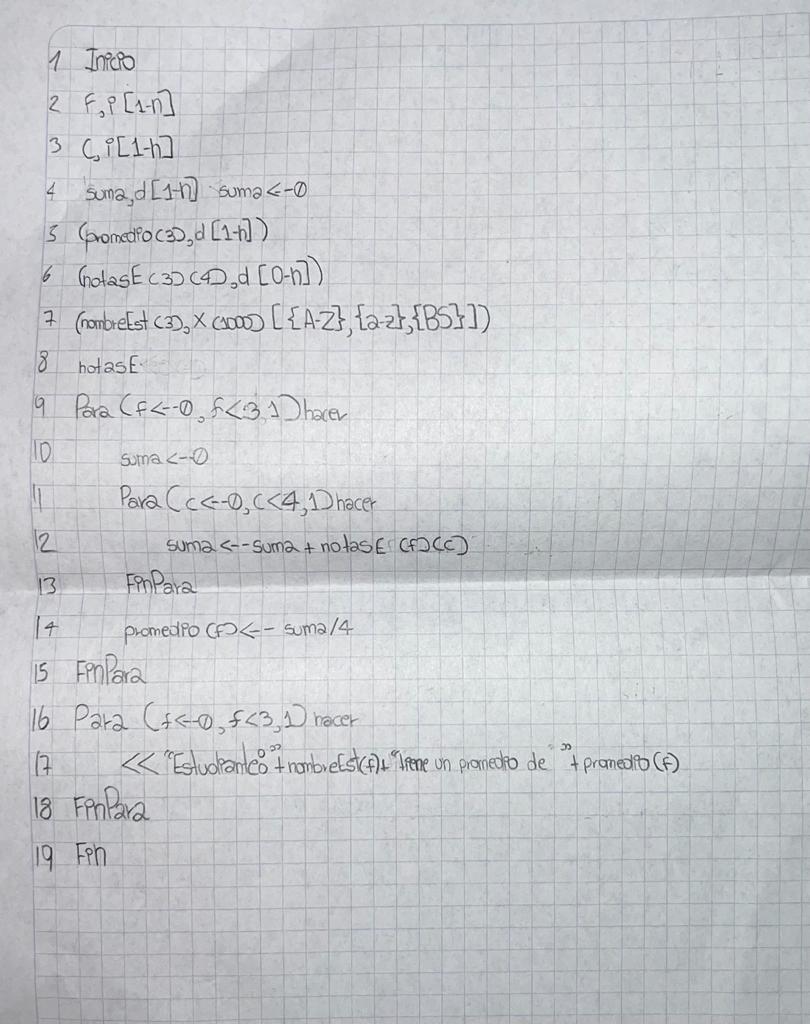 1 Inicio
2 F,i [1-n]
3 C,i [1-n]
4 suma,d [1-n] suma <-0
5 (promedio (3),d [1-n])
6 (notasE (3) (4),d [0-n])
7 (nombreEst (3), X (1000) [{A-Z},{a-z},{BS}])
8 notasE
9 Para (f<-0, f<3,1) hacer
10 suma <-0
11 Para (c<-0, c<4,1) hacer
12 suma <- suma + notasE (f)(c)
13 FinPara
14 promedio (f) <- suma/4
15 FinPara
16 Para (f<-0, f<3,1) hacer
17 << "Estudiante: " + nombreEst(f) + "Tiene un promedio de " + promedio (f)
18 FinPara
19 Fin